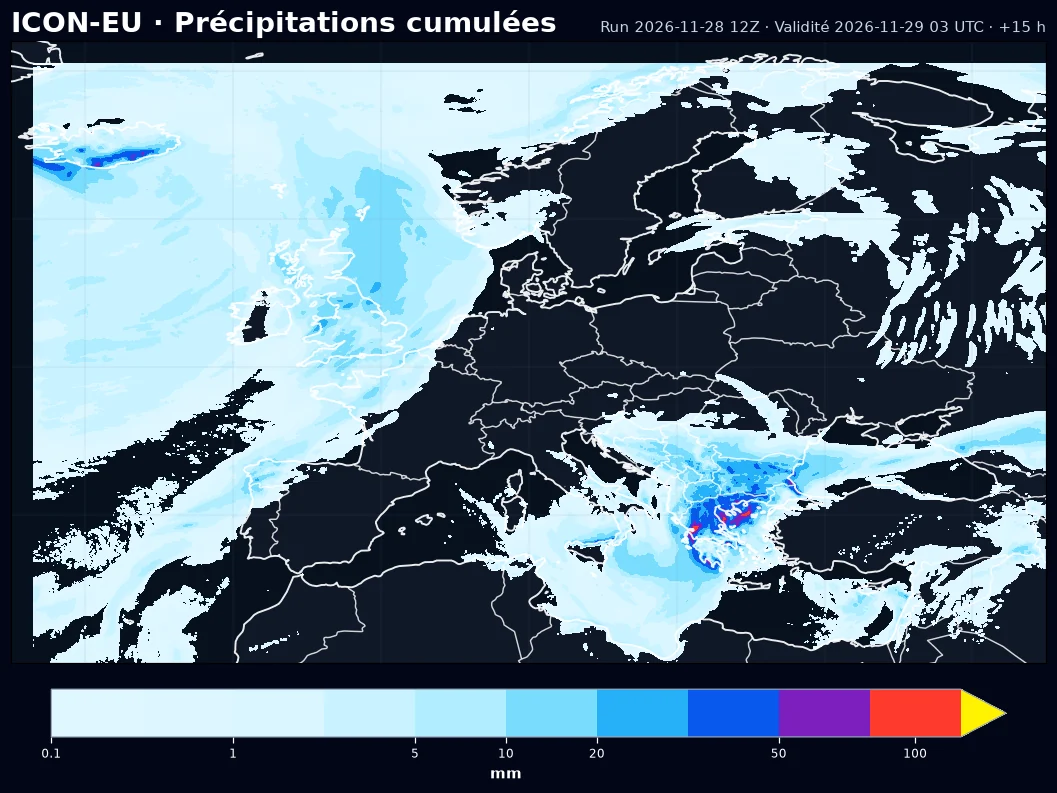 ICON-EU · Précipitations cumulées
Run 2026-11-28 12Z · Validité 2026-11-29 03 UTC · +15 h
0.1 1 5 10 20 50 100
mm